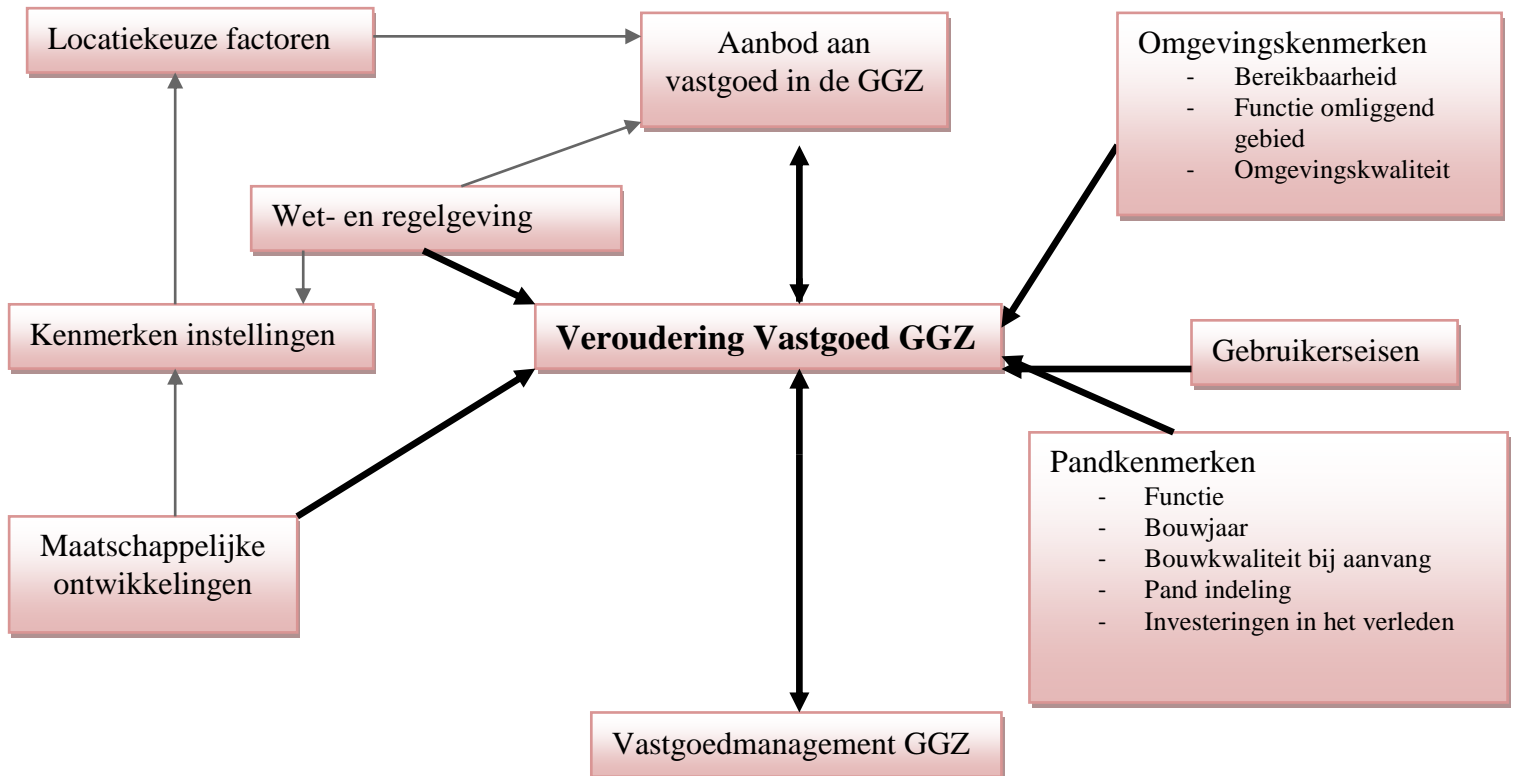 Locatiekeuze factoren
Aanbod aan
vastgoed in de GGZ
Omgevingskenmerken
- Bereikbaarheid
- Functie omliggend
gebied
- Omgevingskwaliteit
Wet- en regelgeving
Kenmerken instellingen
Veroudering Vastgoed GGZ
Gebruikerseisen
Pandkenmerken
- Functie
- Bouwjaar
- Bouwkwaliteit bij aanvang
- Pand indeling
- Investeringen in het verleden
Maatschappelijke
ontwikkelingen
Vastgoedmanagement GGZ